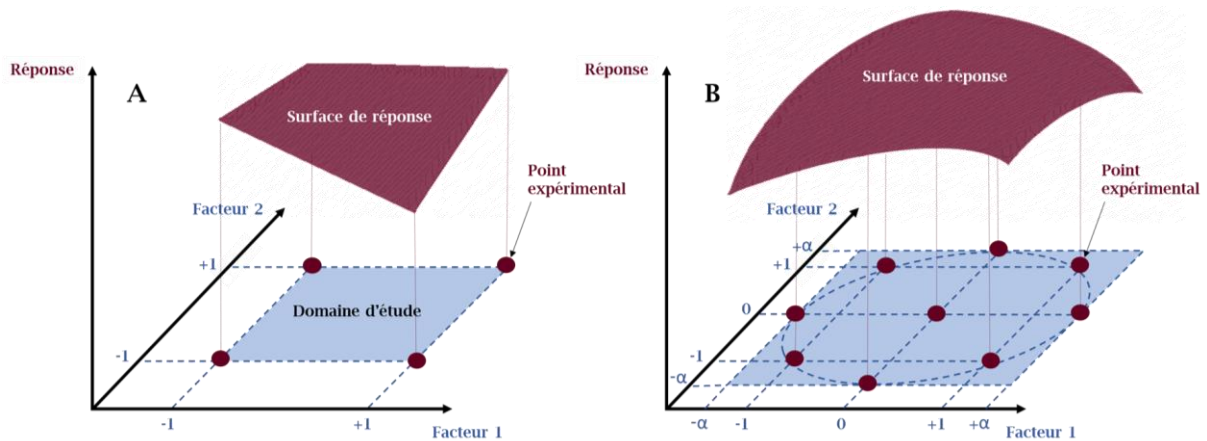 Réponse
A
Surface de réponse
Point
expérimental
Facteur 2
+1
Domaine d'étude
-1
-1
+1
Facteur 1
Réponse
B
Surface de réponse
Point
expérimental
Facteur 2
+α
+1
0
-1
-α
-α
-1
0
+1
+α
Facteur 1